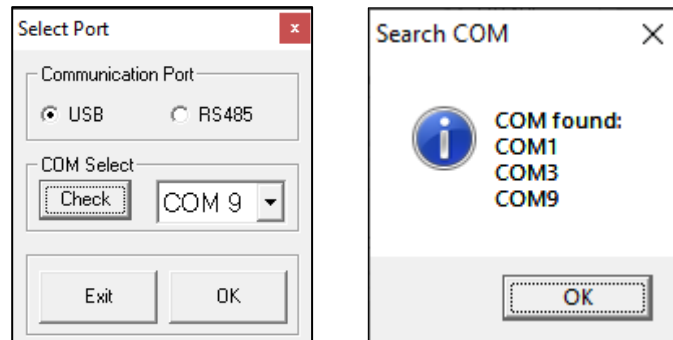 Select Port
x
Communication Port
USB RS485
COM Select
Check COM 9
Exit OK
Search COM
COM found:
COM1
COM3
COM9
OK